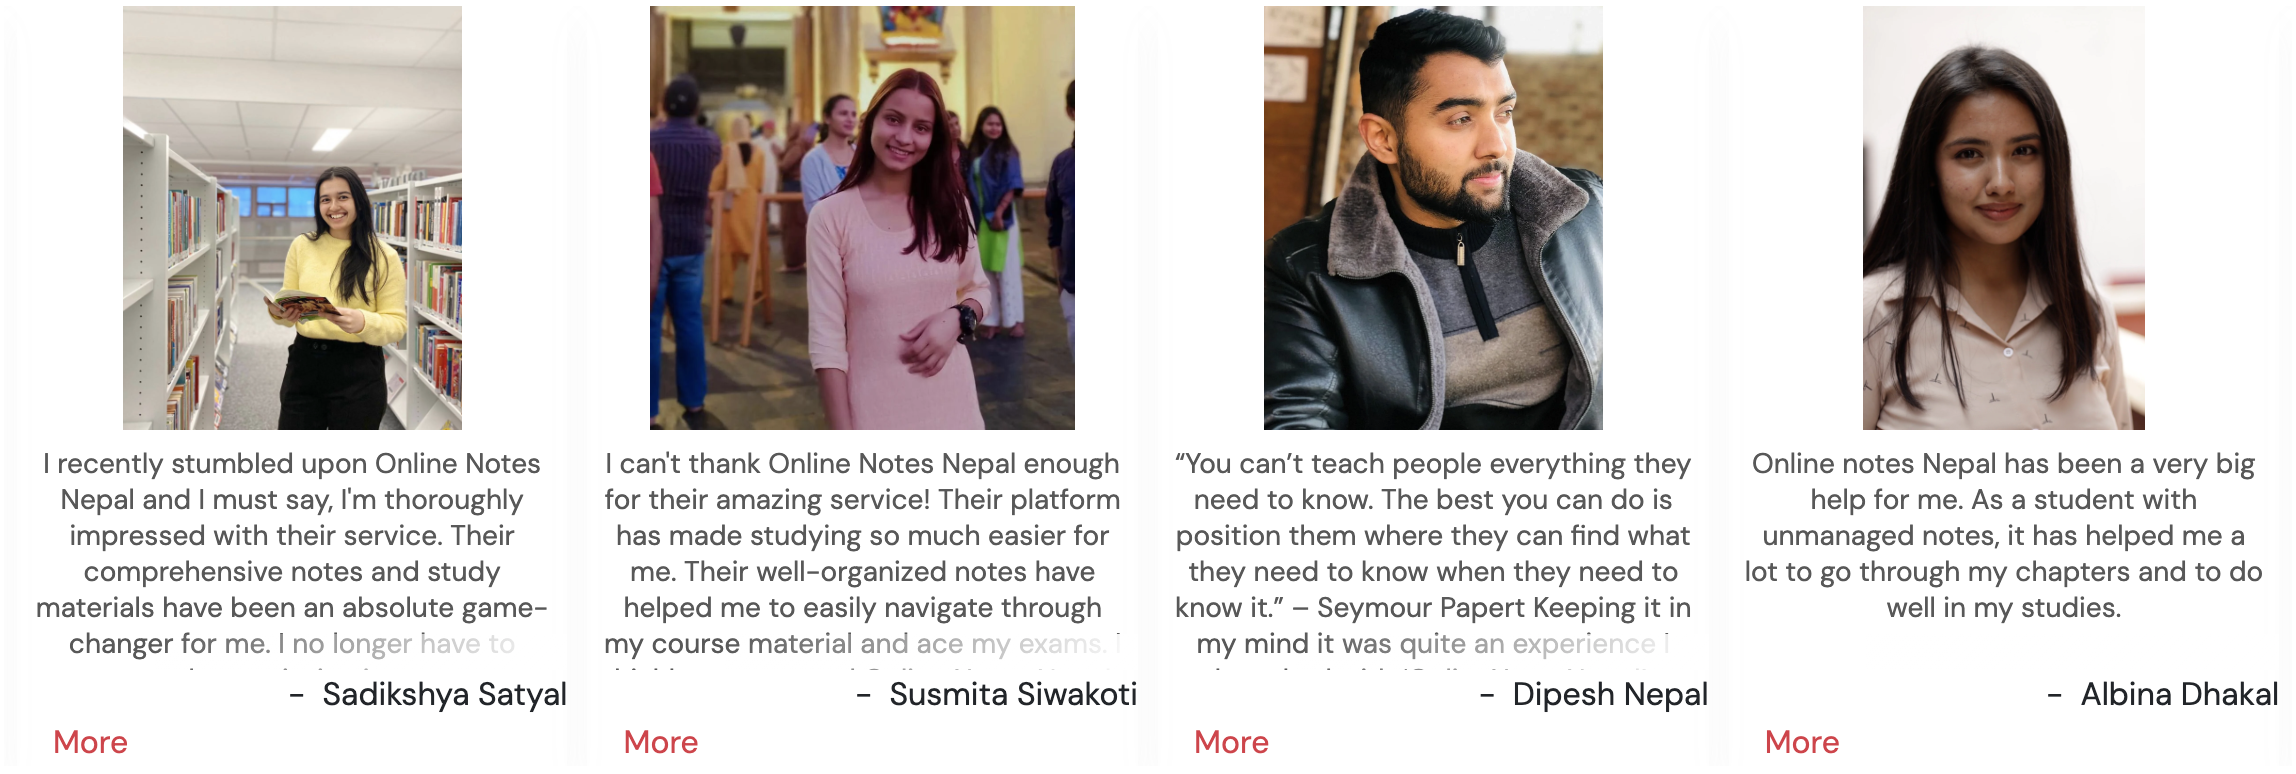 I recently stumbled upon Online Notes
Nepal and I must say, I'm thoroughly
impressed with their service. Their
comprehensive notes and study
materials have been an absolute game-
changer for me. I no longer have to
- Sadikshya Satyal
More
I can't thank Online Notes Nepal enough
for their amazing service! Their platform
has made studying so much easier for
me. Their well-organized notes have
helped me to easily navigate through
my course material and ace my exams. I
- Susmita Siwakoti
More
“You can’t teach people everything they
need to know. The best you can do is
position them where they can find what
they need to know when they need to
know it.” – Seymour Papert Keeping it in
my mind it was quite an experience I
- Dipesh Nepal
More
Online notes Nepal has been a very big
help for me. As a student with
unmanaged notes, it has helped me a
lot to go through my chapters and to do
well in my studies.
- Albina Dhakal
More